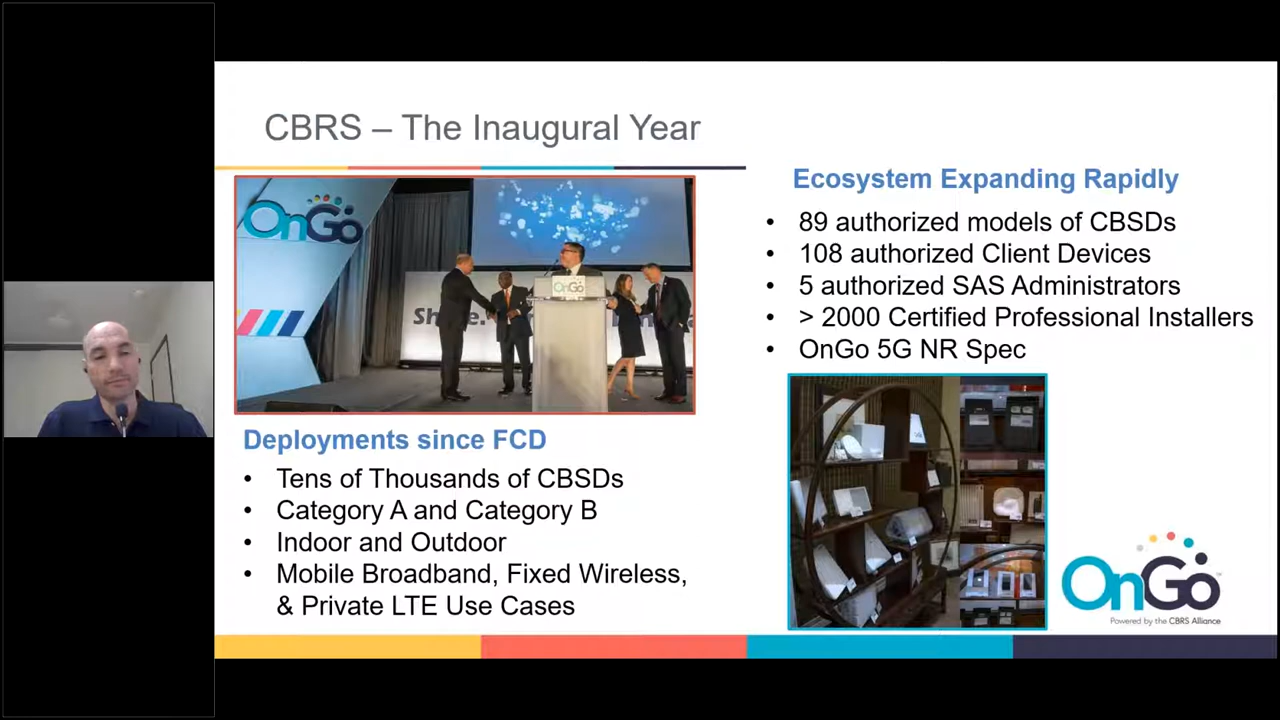 CBRS – The Inaugural Year
OnGo
OnGo
Deployments since FCD
• Tens of Thousands of CBSDs
• Category A and Category B
• Indoor and Outdoor
• Mobile Broadband, Fixed Wireless,
& Private LTE Use Cases
Ecosystem Expanding Rapidly
• 89 authorized models of CBSDs
• 108 authorized Client Devices
• 5 authorized SAS Administrators
• > 2000 Certified Professional Installers
• OnGo 5G NR Spec
OnGo™
Powered by the CBRS Alliance